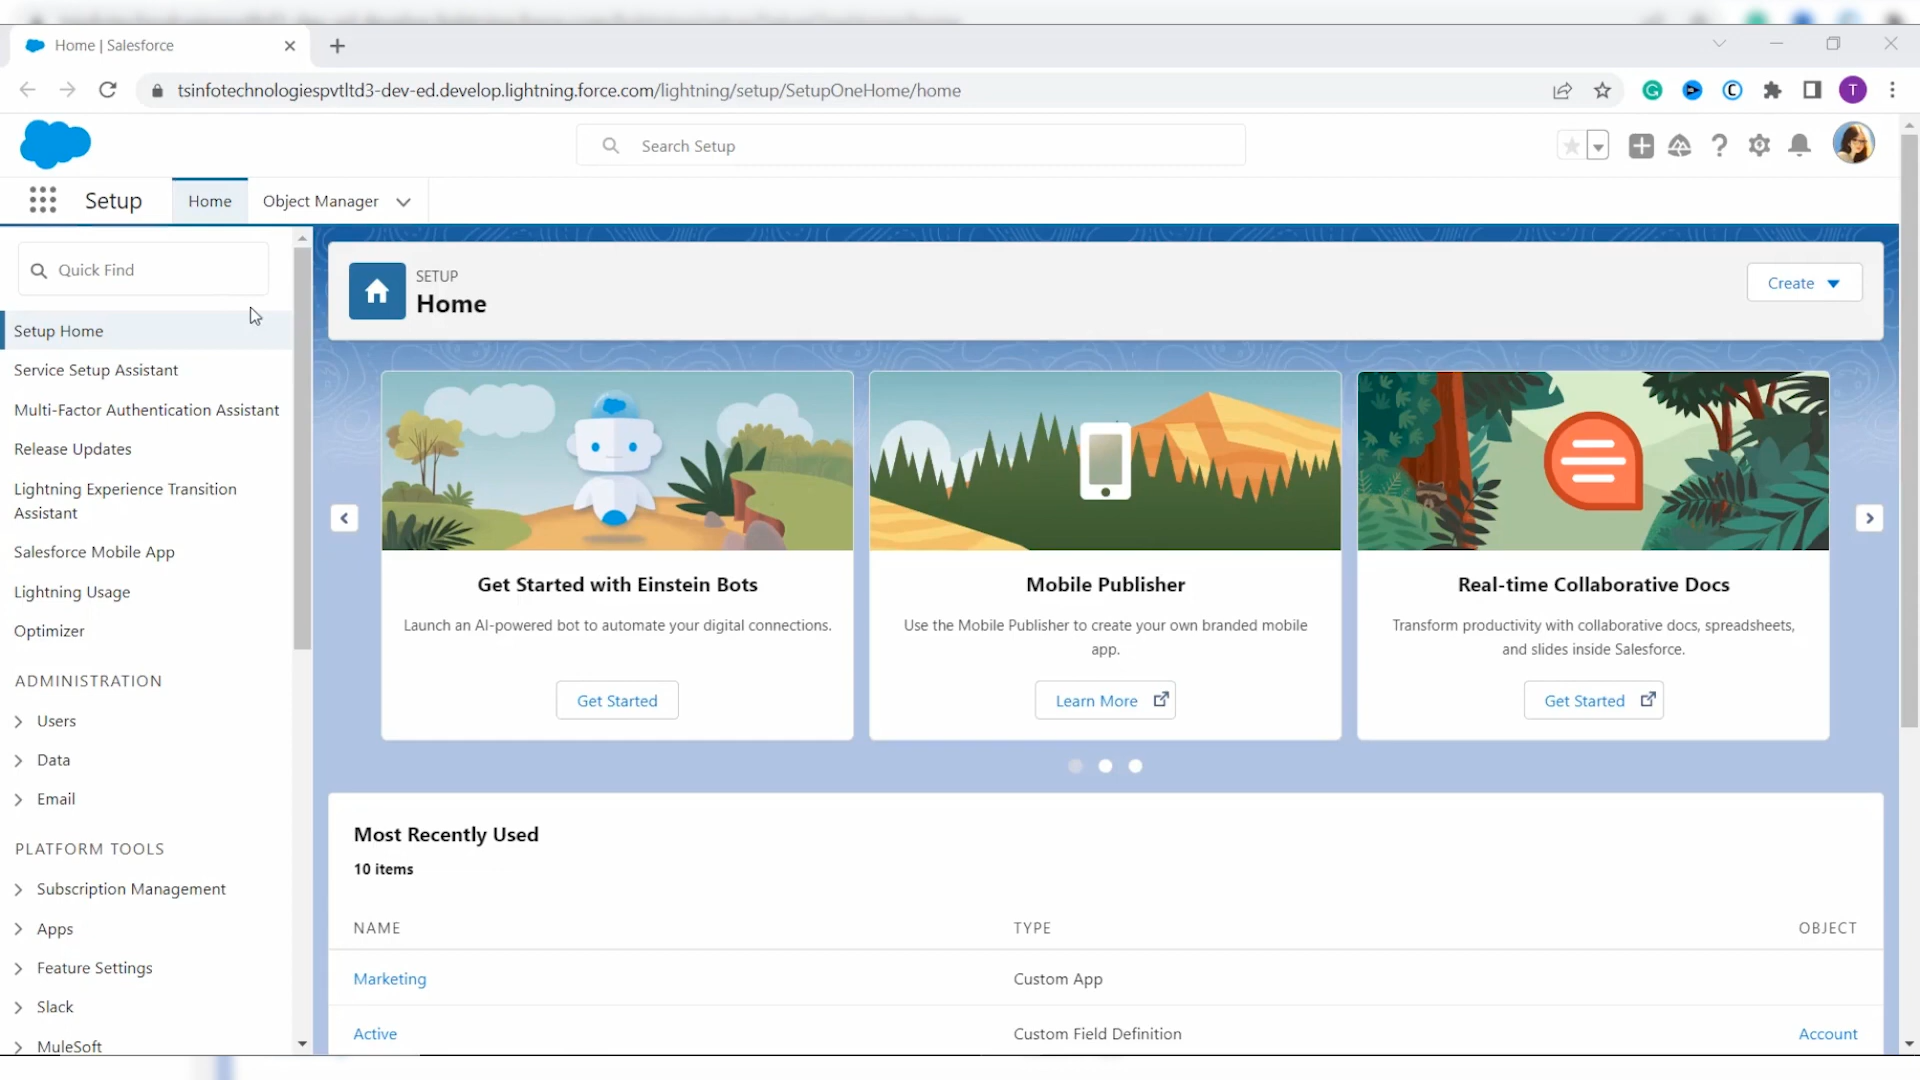 Home | Salesforce
tsinfotechnologiespvtltd3-dev-ed.develop.lightning.force.com/lightning/setup/SetupOneHome/home
T
Search Setup
Setup
Home
Object Manager
Quick Find
Setup Home
Service Setup Assistant
Multi-Factor Authentication Assistant
Release Updates
Lightning Experience Transition
Assistant
Salesforce Mobile App
Lightning Usage
Optimizer
ADMINISTRATION
Users
Data
Email
PLATFORM TOOLS
Subscription Management
Apps
Feature Settings
Slack
MuleSoft
SETUP
Home
Create
Get Started with Einstein Bots
Launch an AI-powered bot to automate your digital connections.
Get Started
Mobile Publisher
Use the Mobile Publisher to create your own branded mobile
app.
Learn More
Real-time Collaborative Docs
Transform productivity with collaborative docs, spreadsheets,
and slides inside Salesforce.
Get Started
Most Recently Used
10 items
NAME TYPE OBJECT
Marketing Custom App
Active Custom Field Definition Account